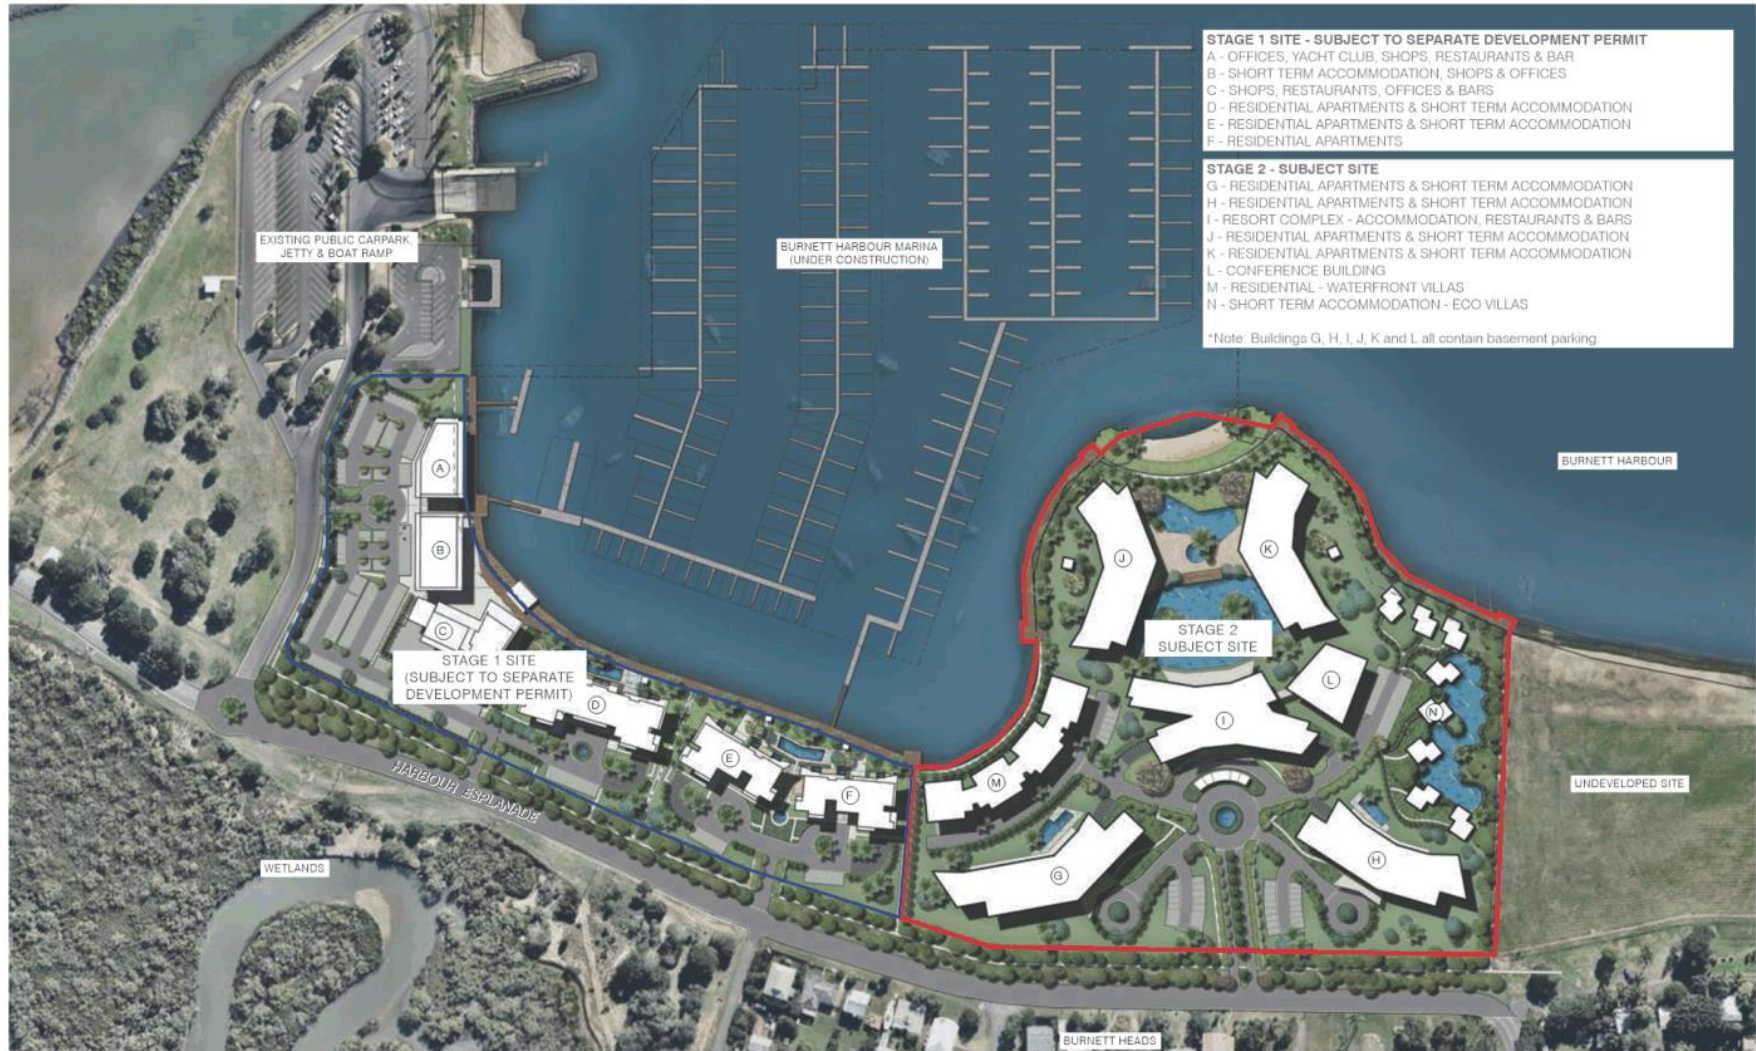 STAGE 1 SITE - SUBJECT TO SEPARATE DEVELOPMENT PERMIT
A - OFFICES, YACHT CLUB, SHOPS, RESTAURANTS & BAR
B - SHORT TERM ACCOMMODATION, SHOPS & OFFICES
C - SHOPS, RESTAURANTS, OFFICES & BARS
D - RESIDENTIAL APARTMENTS & SHORT TERM ACCOMMODATION
E - RESIDENTIAL APARTMENTS & SHORT TERM ACCOMMODATION
F - RESIDENTIAL APARTMENTS
STAGE 2 - SUBJECT SITE
G - RESIDENTIAL APARTMENTS & SHORT TERM ACCOMMODATION
H - RESIDENTIAL APARTMENTS & SHORT TERM ACCOMMODATION
I - RESORT COMPLEX - ACCOMMODATION, RESTAURANTS & BARS
J - RESIDENTIAL APARTMENTS & SHORT TERM ACCOMMODATION
K - RESIDENTIAL APARTMENTS & SHORT TERM ACCOMMODATION
L - CONFERENCE BUILDING
M - RESIDENTIAL - WATERFRONT VILLAS
N - SHORT TERM ACCOMMODATION - ECO VILLAS
*Note: Buildings G, H, I, J, K and L all contain basement parking
EXISTING PUBLIC CARPARK,
JETTY & BOAT RAMP
BURNETT HARBOUR MARINA
(UNDER CONSTRUCTION)
BURNETT HARBOUR
A
B
C
STAGE 1 SITE
(SUBJECT TO SEPARATE
DEVELOPMENT PERMIT)
D
E
F
J
K
STAGE 2
SUBJECT SITE
L
N
I
M
G
H
UNDEVELOPED SITE
HARBOUR ESPLANADE
WETLANDS
BURNETT HEADS